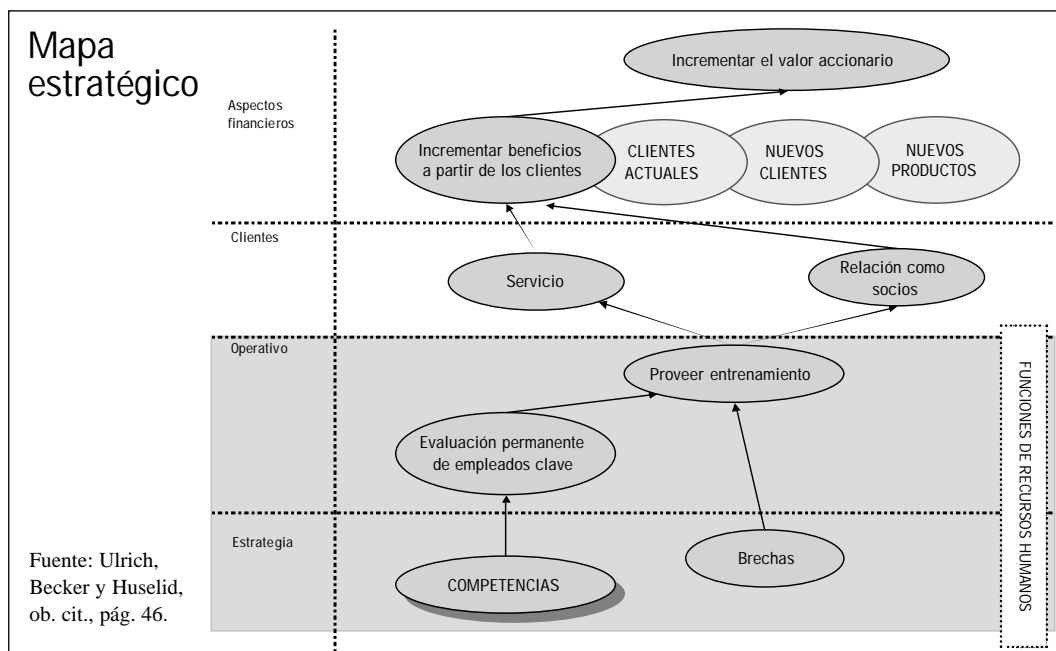 Mapa
estratégico
Aspectos
financieros
Incrementar el valor accionario
Incrementar beneficios
a partir de los clientes
CLIENTES
ACTUALES
NUEVOS
CLIENTES
NUEVOS
PRODUCTOS
Clientes
Servicio
Relación como
socios
Operativo
Proveer entrenamiento
Evaluación permanente
de empleados clave
Estrategia
COMPETENCIAS
Brechas
FUNCIONES DE RECURSOS HUMANOS
Fuente: Ulrich,
Becker y Huselid,
ob. cit., pág. 46.